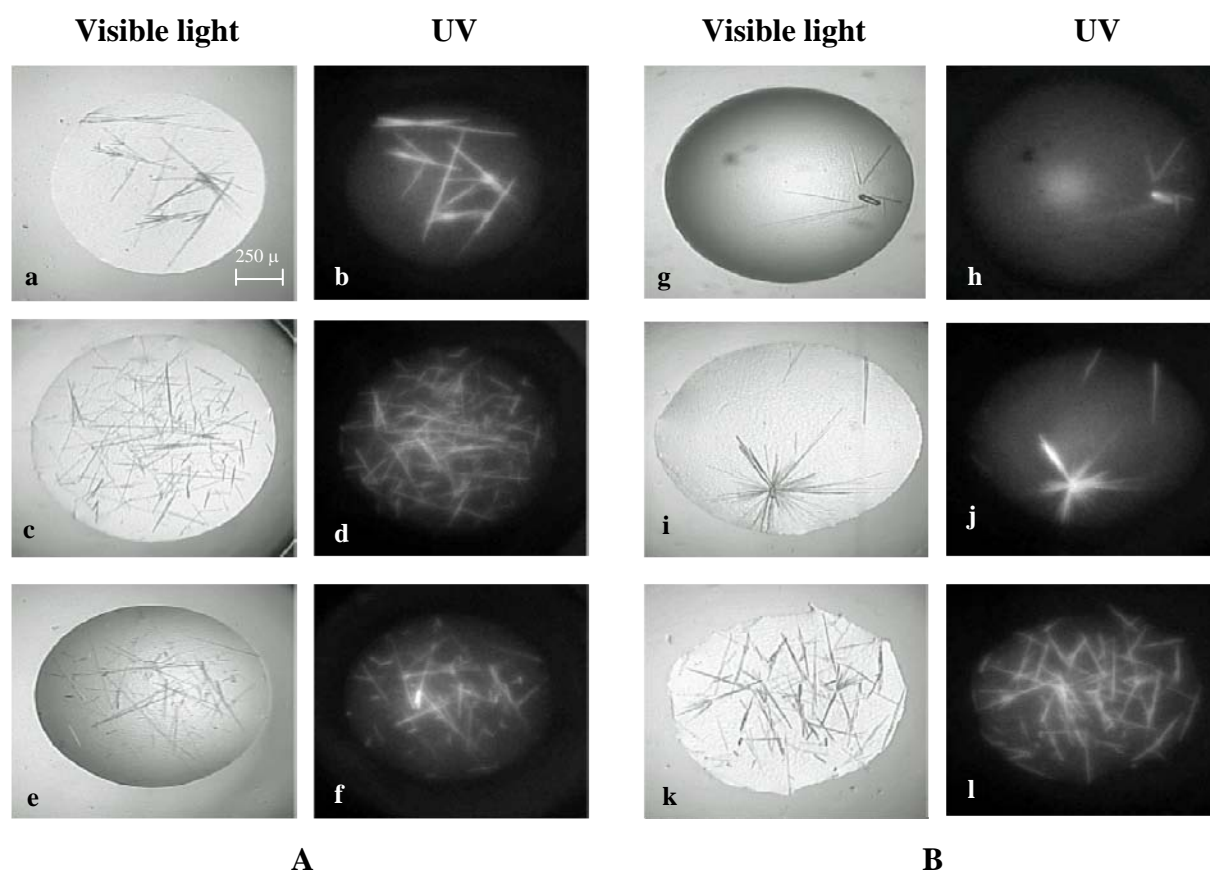 Visible light UV Visible light UV
250 μ
a b g h
c d i j
e f k l
A B